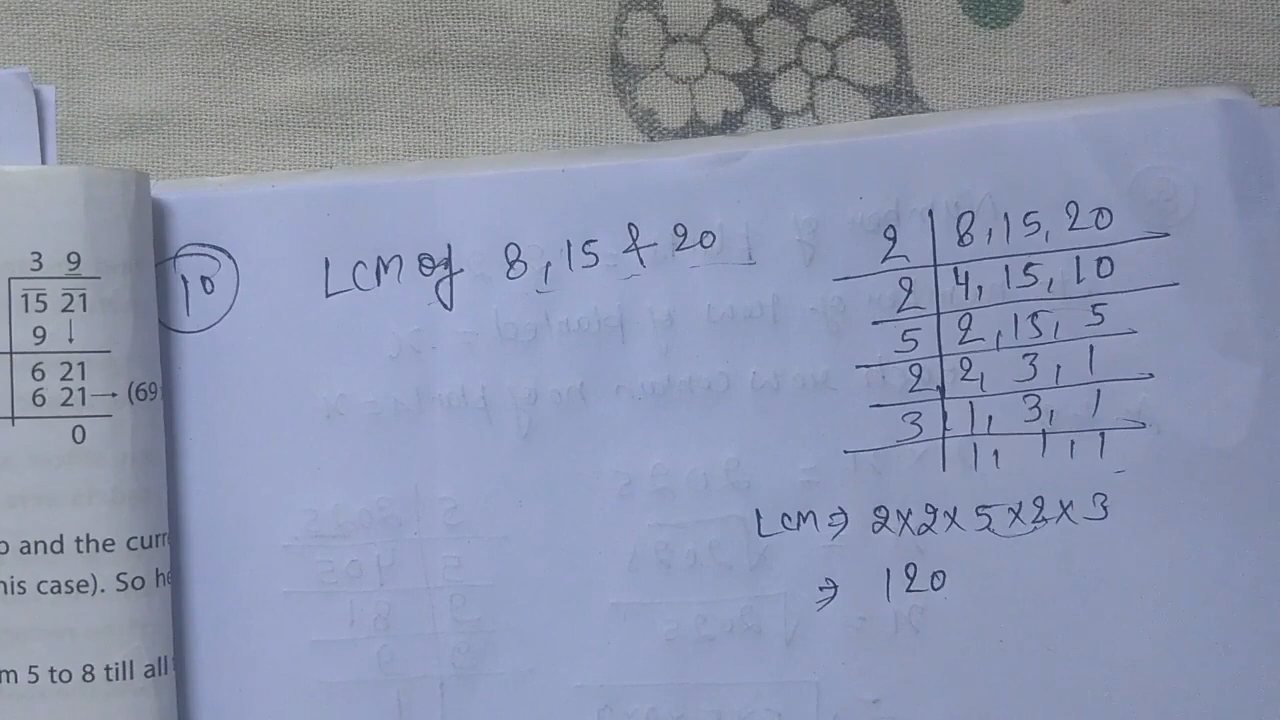 3 9
15 21
9 ↓
6 21
6 21 → (69
0
and the curr
his case). So he
m 5 to 8 till all
10
LCM of 8, 15 & 20
2 | 8, 15, 20
2 | 4, 15, 10
5 | 2, 15, 5
2 | 2, 3, 1
3 | 1, 3, 1
1, 1, 1
LCM ⇒ 2×2×5×2×3
⇒ 120